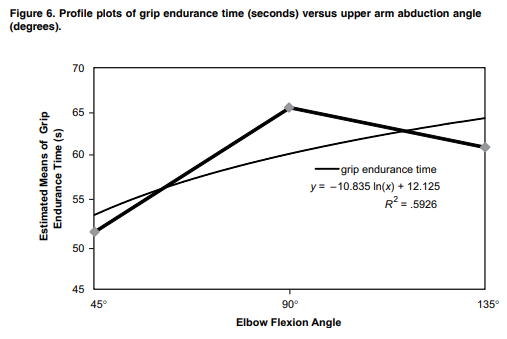 Figure 6. Profile plots of grip endurance time (seconds) versus upper arm abduction angle
(degrees).
70
65
60
55
50
45
Estimated Means of Grip
Endurance Time (s)
grip endurance time
y = −10.835 ln(x) + 12.125
R² = .5926
45° 90° 135°
Elbow Flexion Angle